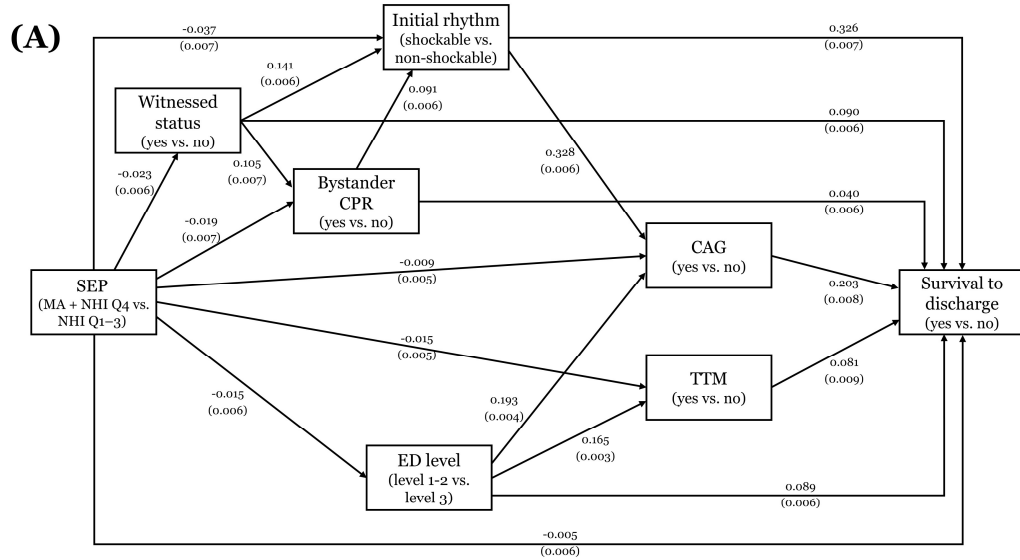 (A)
Initial rhythm
(shockable vs.
non-shockable)
-0.037
(0.007)
0.326
(0.007)
0.141
(0.006)
0.091
(0.006)
Witnessed
status
(yes vs. no)
0.090
(0.006)
0.105
(0.007)
0.328
(0.006)
-0.023
(0.006)
Bystander
CPR
(yes vs. no)
0.040
(0.006)
-0.019
(0.007)
CAG
(yes vs. no)
-0.009
(0.005)
SEP
(MA + NHI Q4 vs.
NHI Q1–3)
0.203
(0.008)
Survival to
discharge
(yes vs. no)
-0.015
(0.005)
TTM
(yes vs. no)
0.081
(0.009)
-0.015
(0.006)
0.193
(0.004)
0.165
(0.003)
ED level
(level 1-2 vs.
level 3)
0.089
(0.006)
-0.005
(0.006)